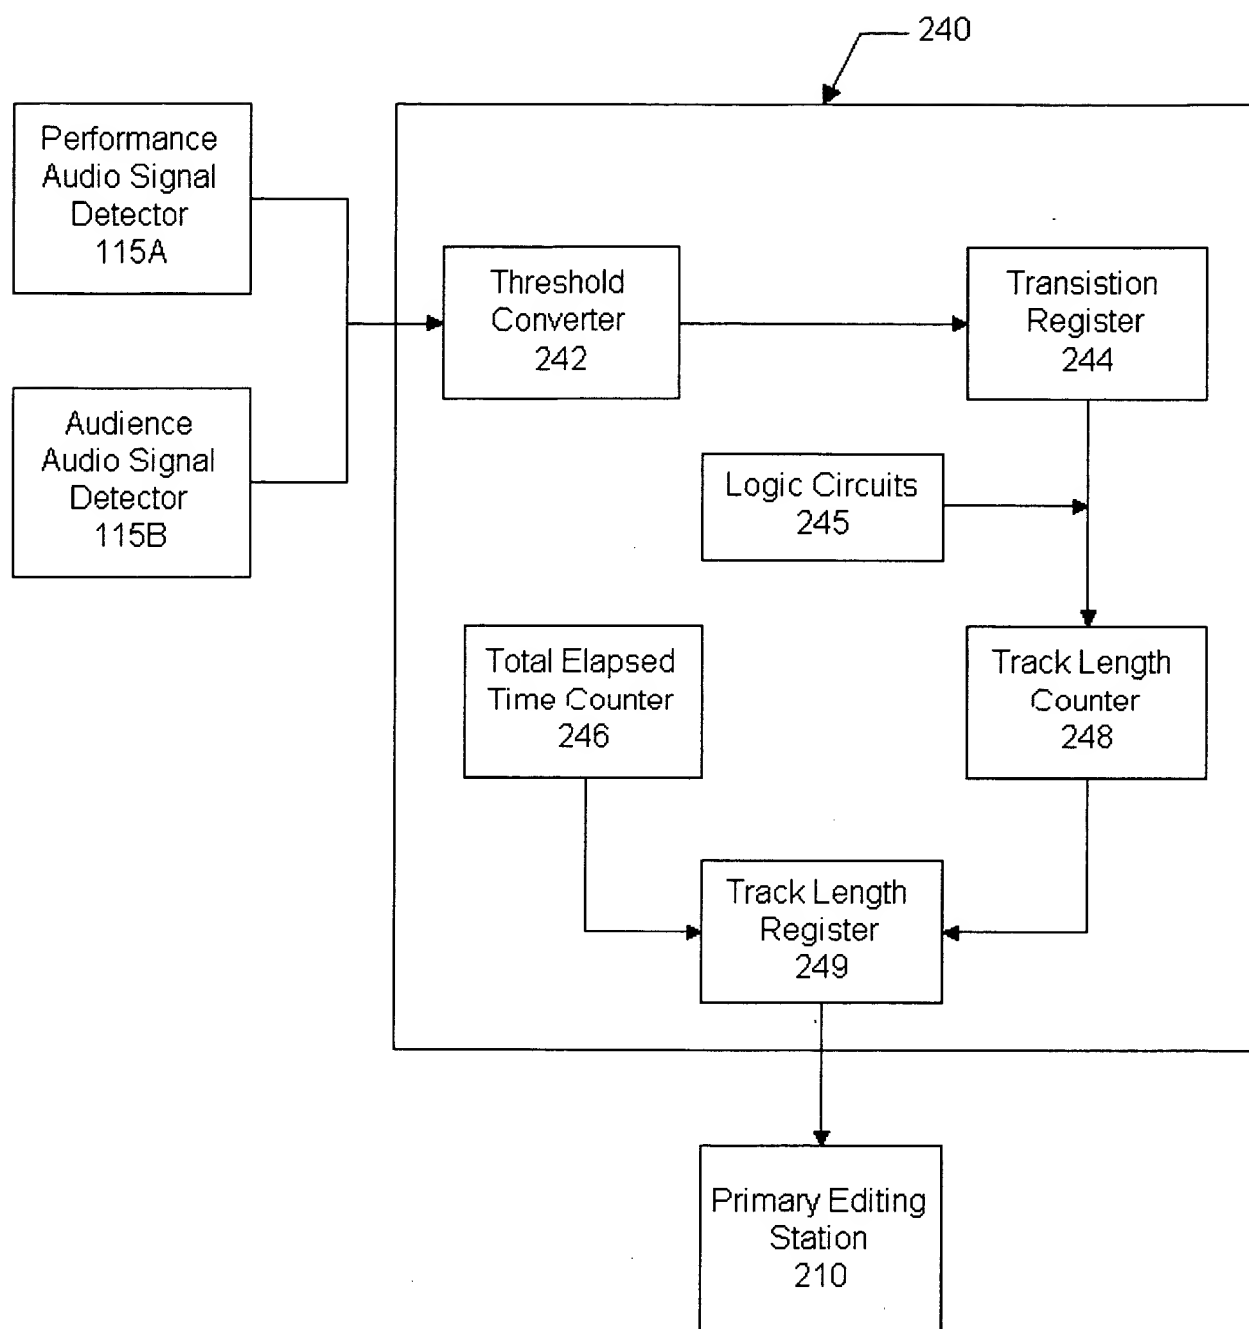 240
Performance
Audio Signal
Detector
115A
Threshold
Converter
242
Transistion
Register
244
Audience
Audio Signal
Detector
115B
Logic Circuits
245
Total Elapsed
Time Counter
246
Track Length
Counter
248
Track Length
Register
249
Primary Editing
Station
210